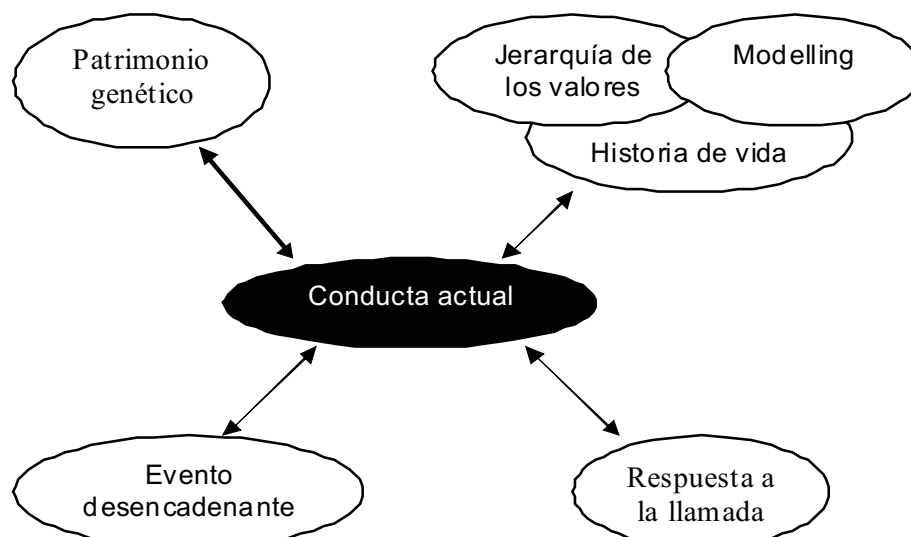 Patrimonio
genético
Jerarquía de
los valores
Modelling
Historia de vida
Conducta actual
Evento
desencadenante
Respuesta a
la llamada